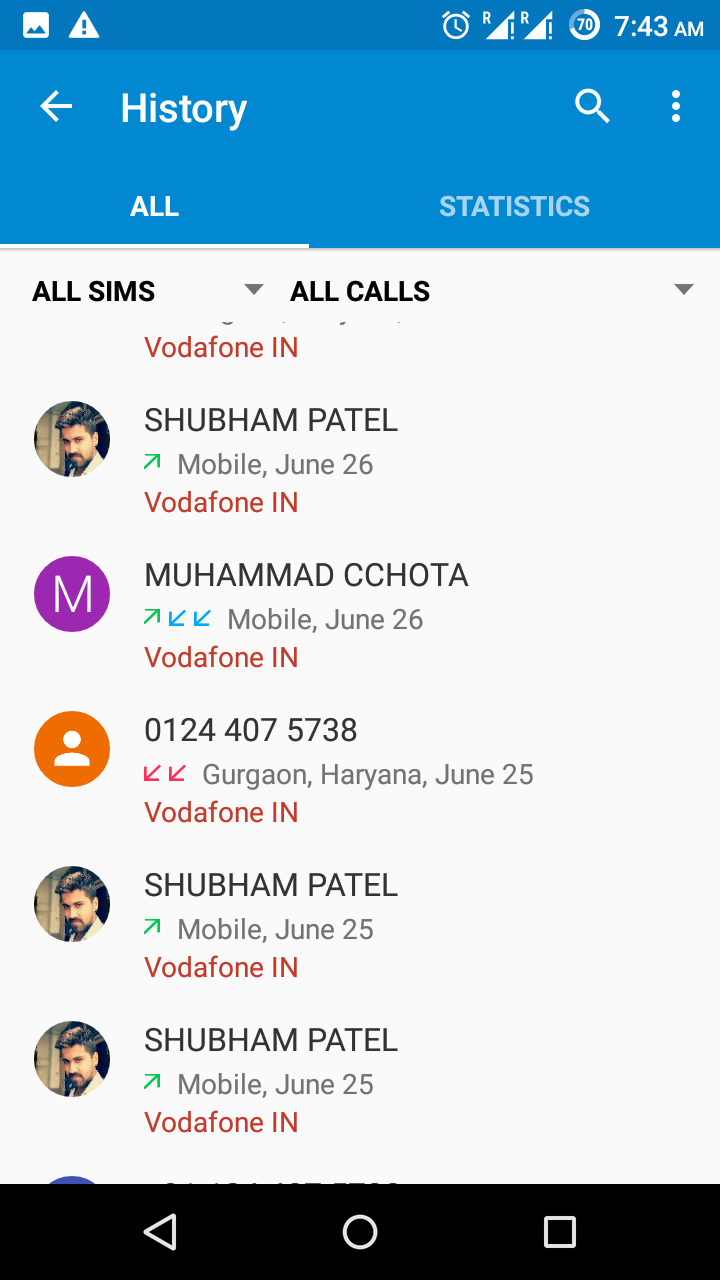 R R 70 7:43 AM
History
ALL STATISTICS
ALL SIMS ALL CALLS
Vodafone IN
SHUBHAM PATEL
Mobile, June 26
Vodafone IN
M MUHAMMAD CCHOTA
Mobile, June 26
Vodafone IN
0124 407 5738
Gurgaon, Haryana, June 25
Vodafone IN
SHUBHAM PATEL
Mobile, June 25
Vodafone IN
SHUBHAM PATEL
Mobile, June 25
Vodafone IN